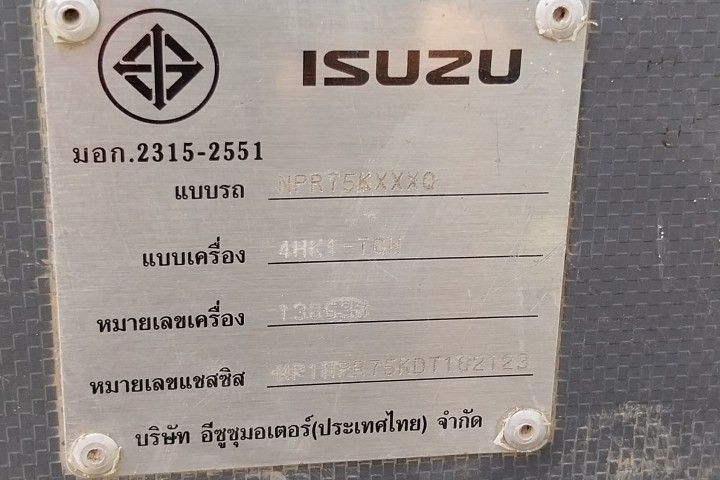 ISUZU
มอก.2315-2551
แบบรถ NPR75KXXXQ
แบบเครื่อง
หมายเลขเครื่อง
หมายเลขแชสซิส
บริษัท อีซูซุมอเตอร์(ประเทศไทย) จำกัด